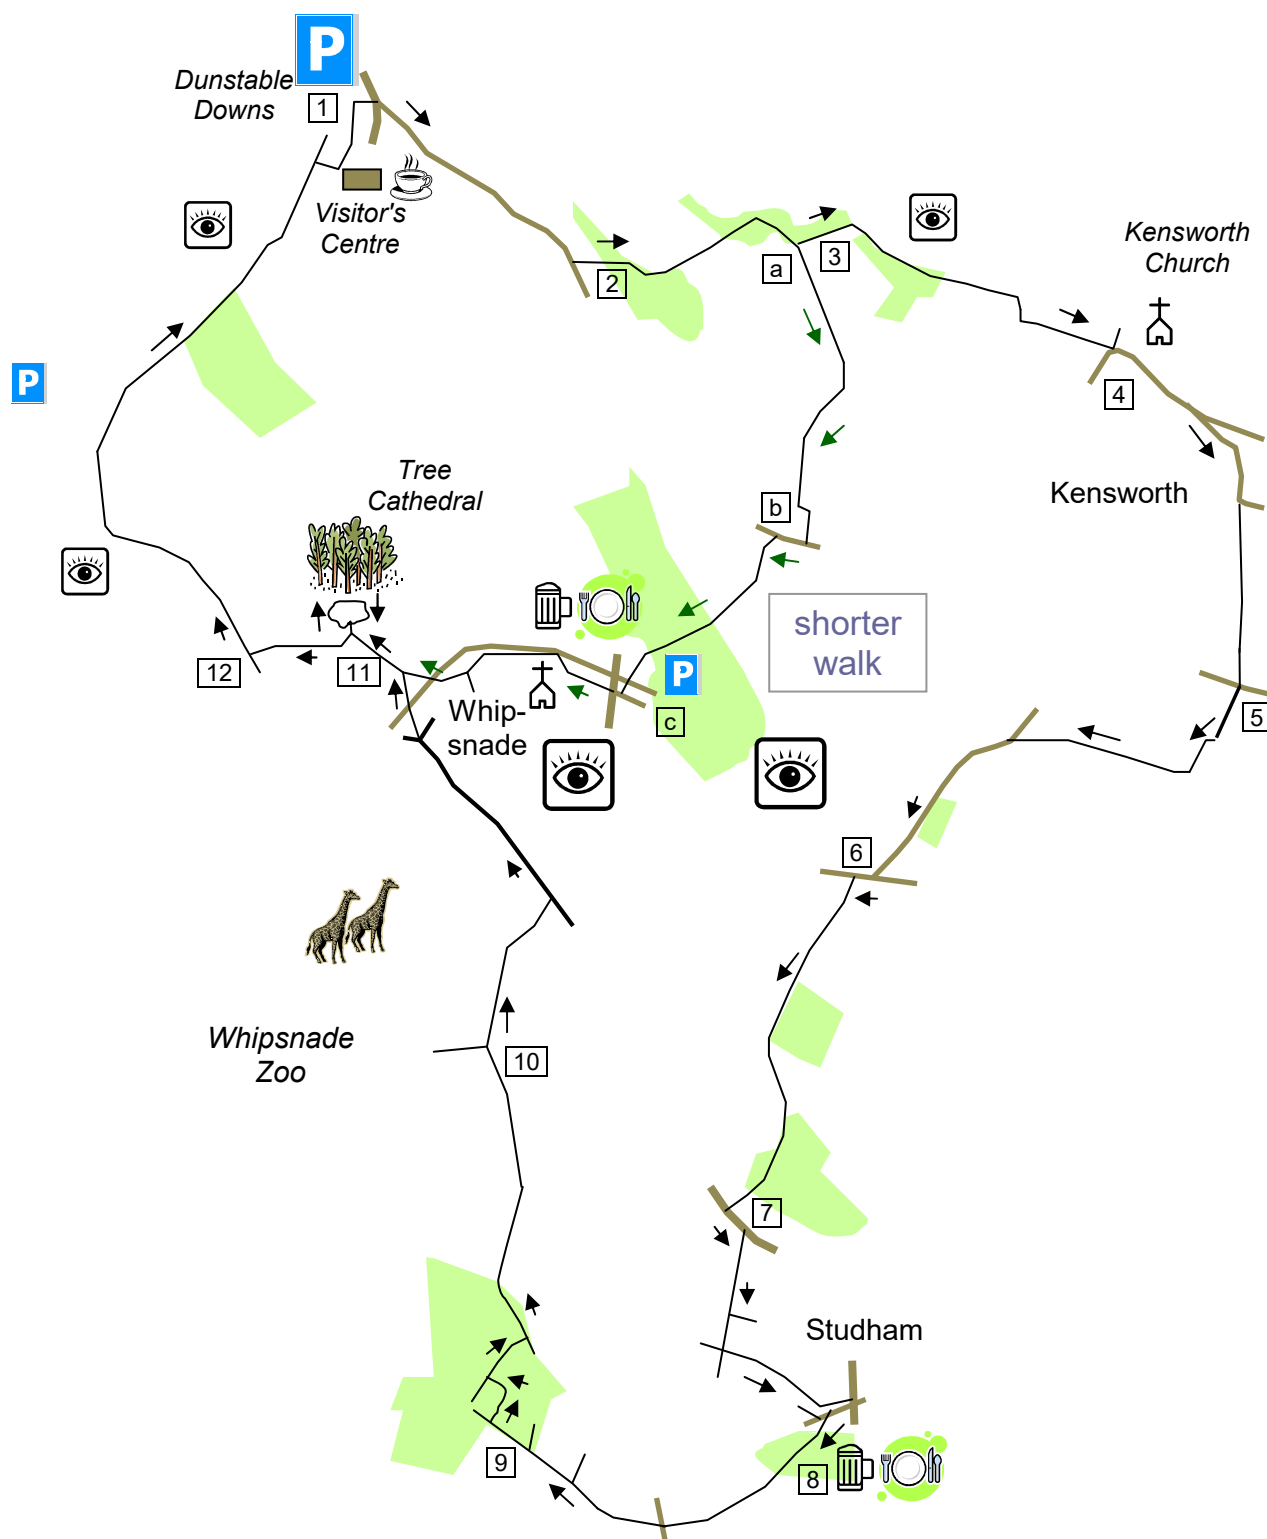 P
Dunstable
Downs
1
Visitor's
Centre
2
a
3
Kensworth
Church
4
P
Kensworth
Tree
Cathedral
b
shorter
walk
12
11
P
Whip-
snade
c
5
6
Whipsnade
Zoo
10
7
Studham
9
8